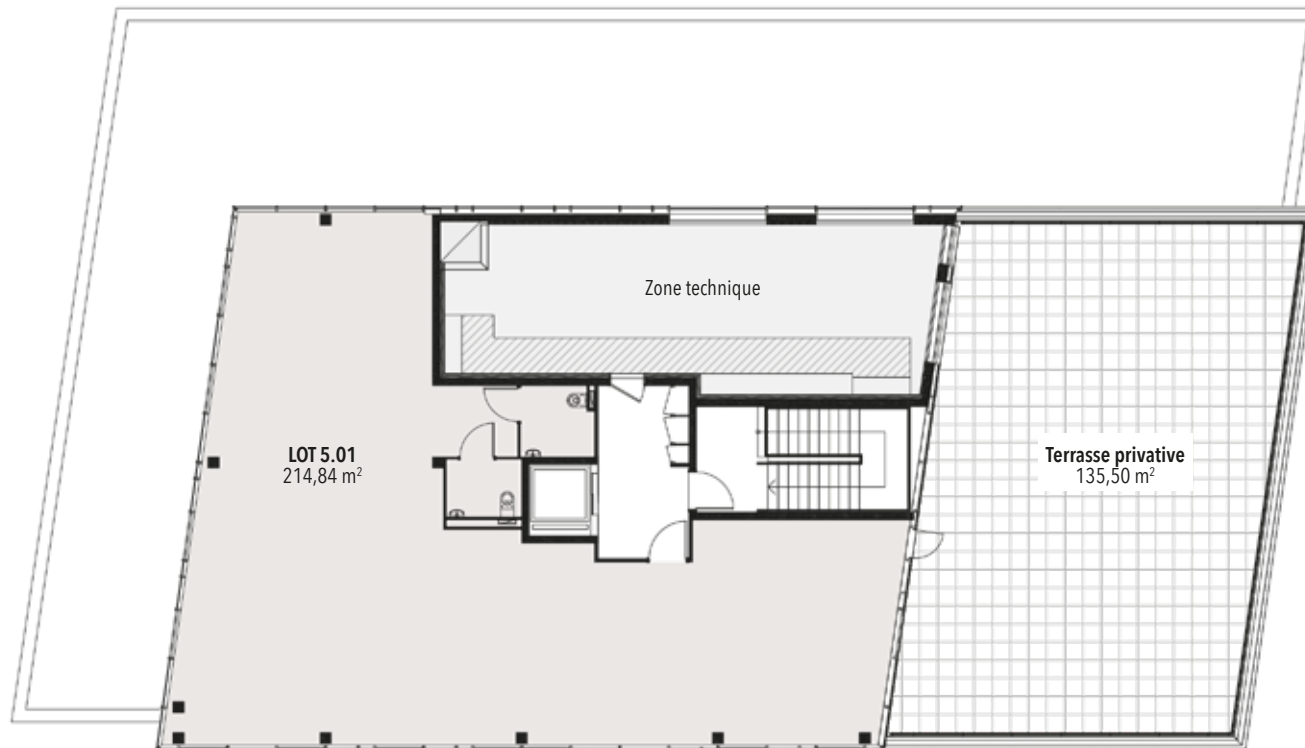 Zone technique
LOT 5.01
214,84 m²
Terrasse privative
135,50 m²